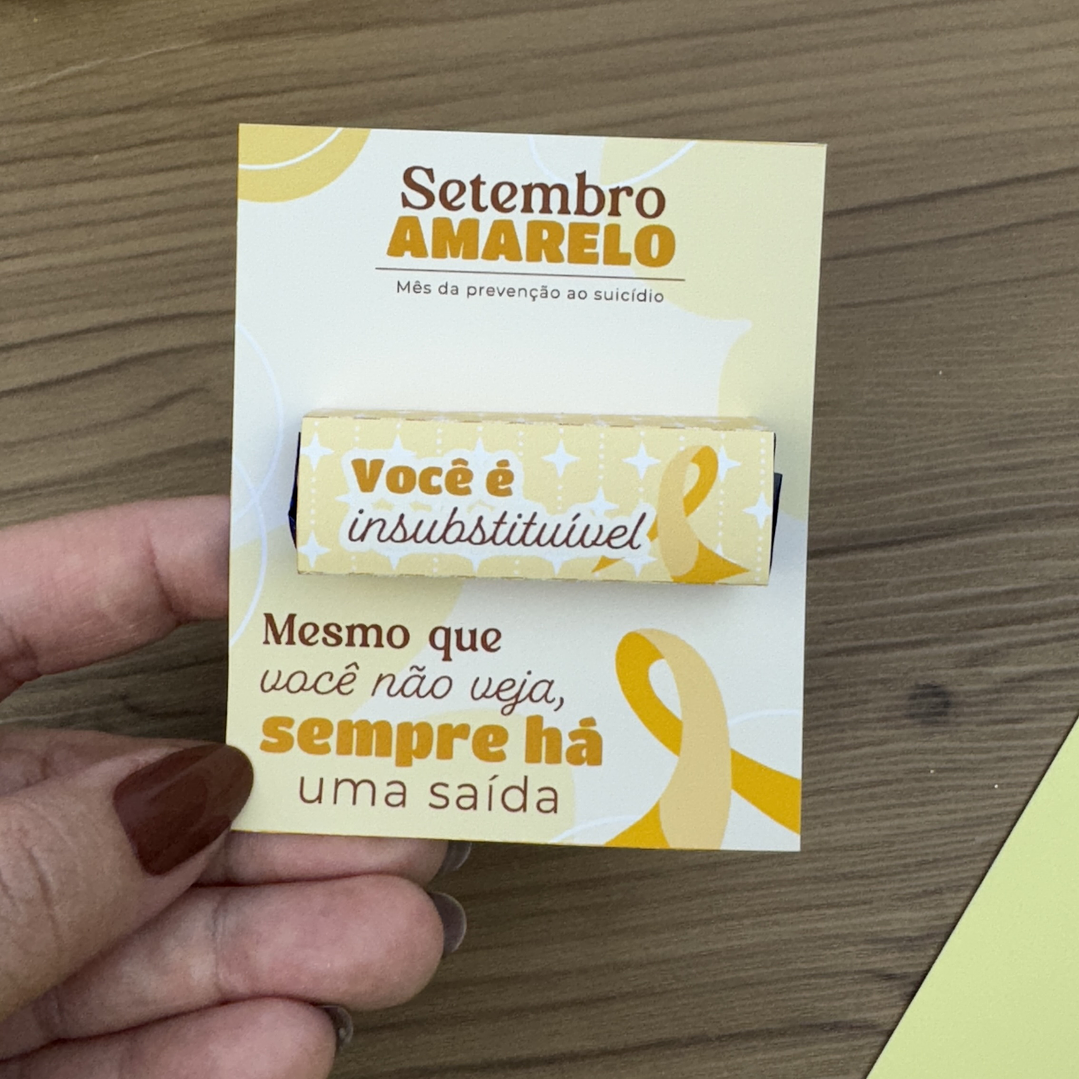 Setembro
AMARELO
Mês da prevenção ao suicídio
Você é
insubstituível
Mesmo que
você não veja,
sempre há
uma saída